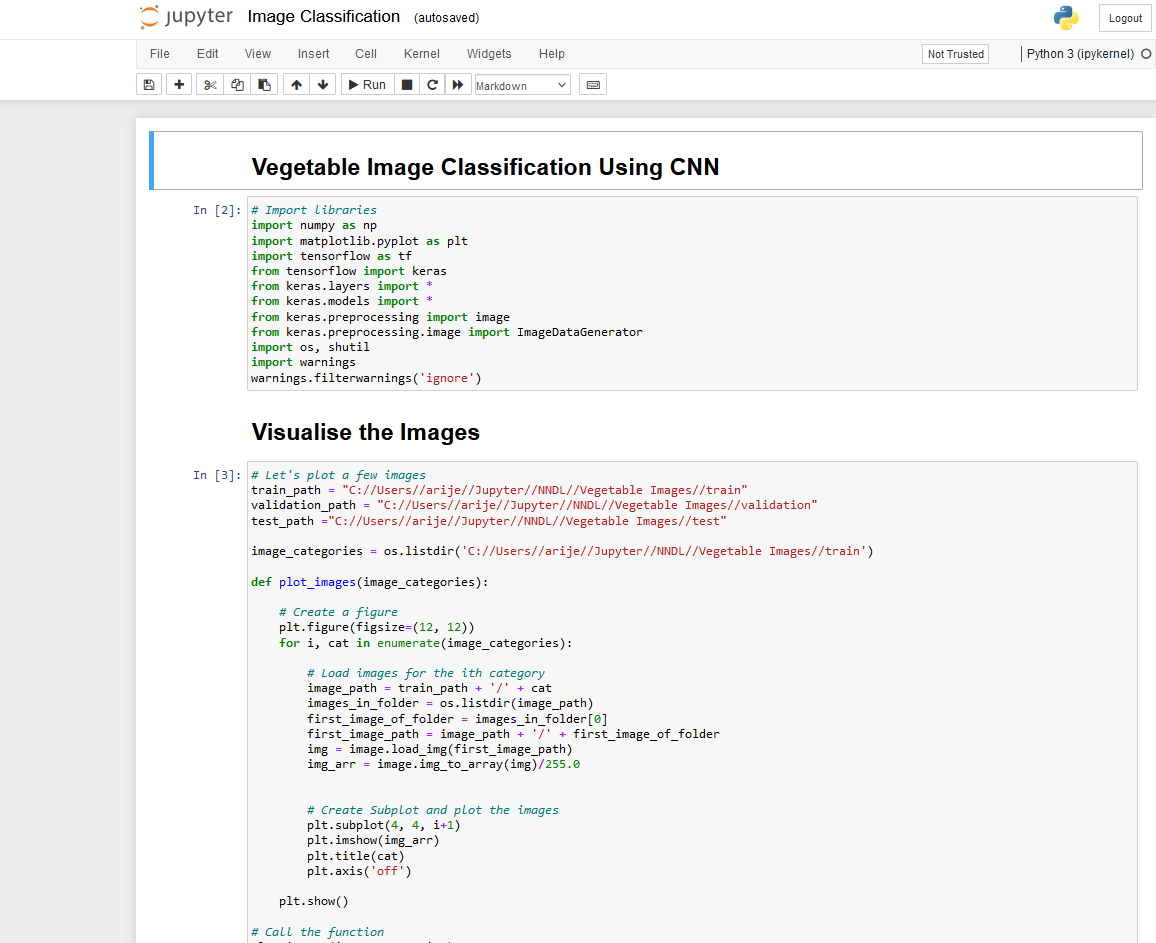 jupyter Image Classification (autosaved)
Logout
File Edit View Insert Cell Kernel Widgets Help
Not Trusted
Python 3 (ipykernel)
Run
Markdown
Vegetable Image Classification Using CNN
In [2]:
# Import libraries
import numpy as np
import matplotlib.pyplot as plt
import tensorflow as tf
from tensorflow import keras
from keras.layers import *
from keras.models import *
from keras.preprocessing import image
from keras.preprocessing.image import ImageDataGenerator
import os, shutil
import warnings
warnings.filterwarnings('ignore')
Visualise the Images
In [3]:
# Let's plot a few images
train_path = "C://Users//arije//Jupyter//NNDL//Vegetable Images//train"
validation_path = "C://Users//arije//Jupyter//NNDL//Vegetable Images//validation"
test_path ="C://Users//arije//Jupyter//NNDL//Vegetable Images//test"
image_categories = os.listdir('C://Users//arije//Jupyter//NNDL//Vegetable Images//train')
def plot_images(image_categories):
# Create a figure
plt.figure(figsize=(12, 12))
for i, cat in enumerate(image_categories):
# Load images for the ith category
image_path = train_path + '/' + cat
images_in_folder = os.listdir(image_path)
first_image_of_folder = images_in_folder[0]
first_image_path = image_path + '/' + first_image_of_folder
img = image.load_img(first_image_path)
img_arr = image.img_to_array(img)/255.0
# Create Subplot and plot the images
plt.subplot(4, 4, i+1)
plt.imshow(img_arr)
plt.title(cat)
plt.axis('off')
plt.show()
# Call the function